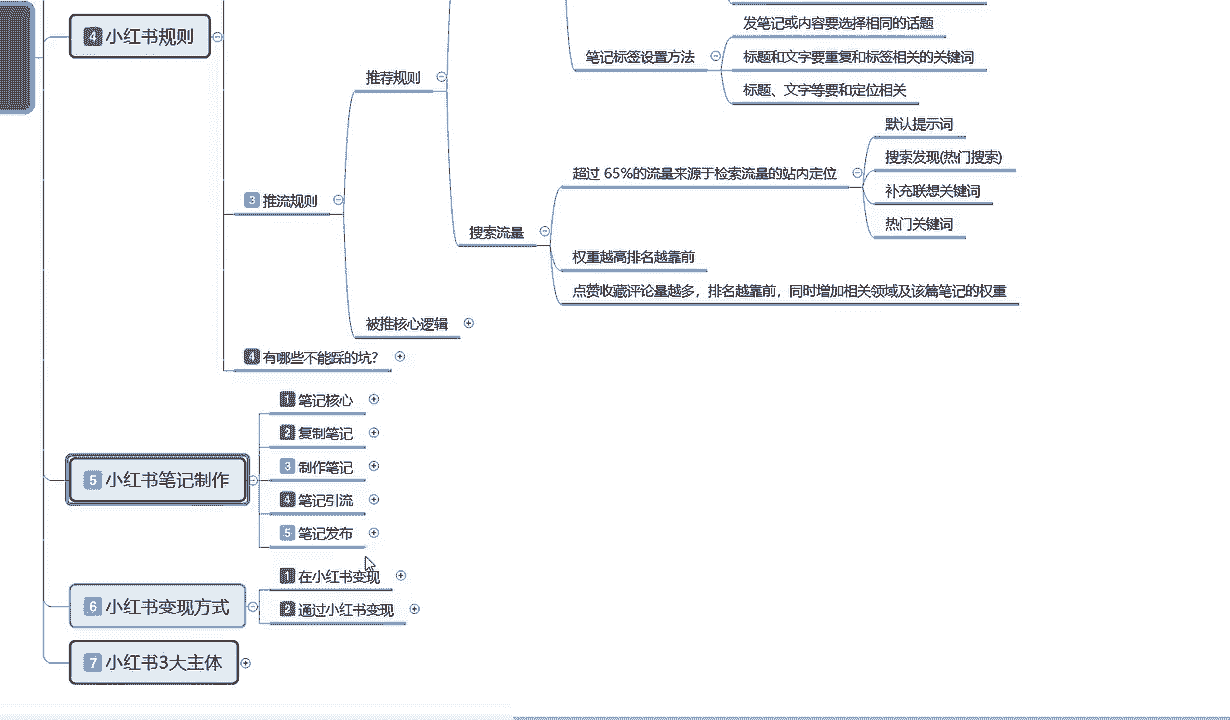 4 小红书规则
发笔记或内容要选择相同的话题
笔记标签设置方法
标题和文字要重复和标签相关的关键词
标题、文字等要和定位相关
推荐规则
默认提示词
搜索发现(热门搜索)
超过 65%的流量来源于检索流量的站内定位
补充联想关键词
热门关键词
3 推流规则
搜索流量
权重越高排名越靠前
点赞收藏评论量越多，排名越靠前，同时增加相关领域及该篇笔记的权重
被推核心逻辑
4 有哪些不能踩的坑？
5 小红书笔记制作
1 笔记核心
2 复制笔记
3 制作笔记
4 笔记引流
5 笔记发布
6 小红书变现方式
1 在小红书变现
2 通过小红书变现
7 小红书3大主体